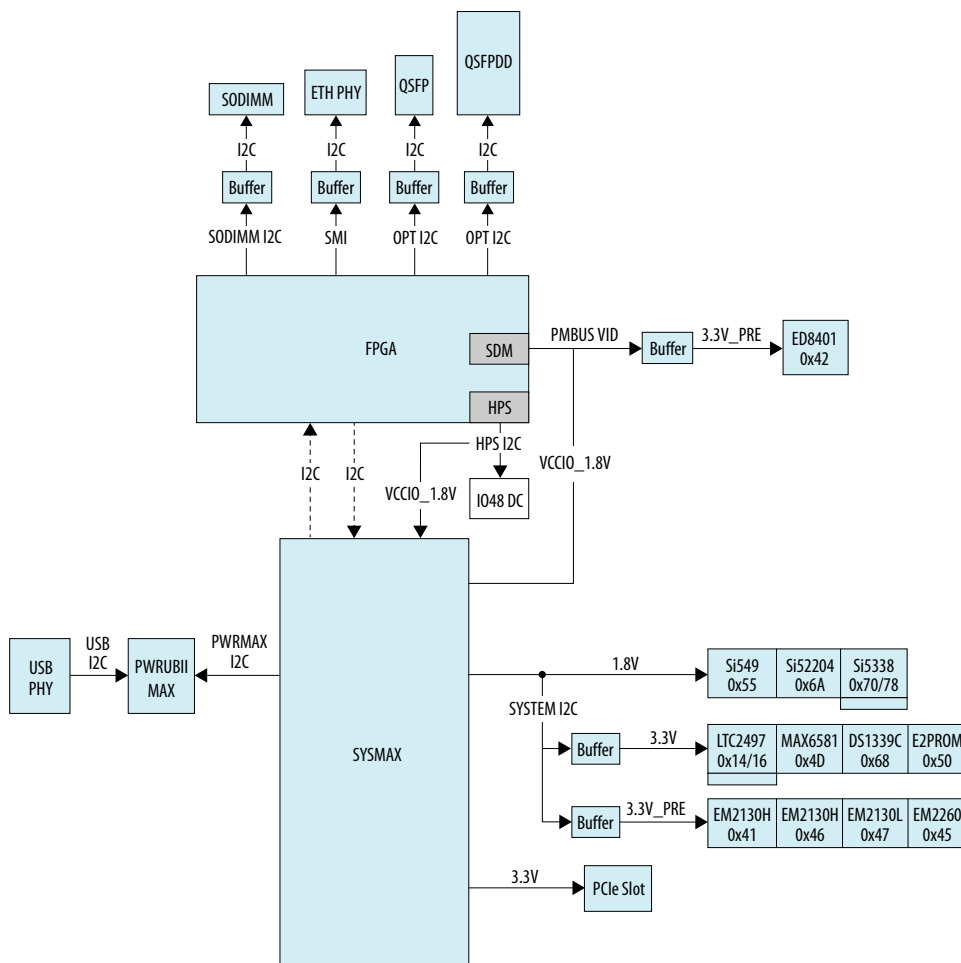 QSFPDD
QSFP
ETH PHY
SODIMM
I2C
I2C
I2C
I2C
Buffer
Buffer
Buffer
Buffer
SODIMM I2C
SMI
OPT I2C
OPT I2C
FPGA
SDM
PMBUS VID
Buffer
3.3V_PRE
ED8401
0x42
HPS
HPS I2C
I2C
I2C
VCCIO_1.8V
VCCIO_1.8V
IO48 DC
USB
PHY
USB
I2C
PWRUBII
MAX
PWRMAX
I2C
SYSMAX
1.8V
Si549
0x55
Si52204
0x6A
Si5338
0x70/78
SYSTEM I2C
Buffer
3.3V
LTC2497
0x14/16
MAX6581
0x4D
DS1339C
0x68
E2PROM
0x50
Buffer
3.3V_PRE
EM2130H
0x41
EM2130H
0x46
EM2130L
0x47
EM2260
0x45
3.3V
PCIe Slot